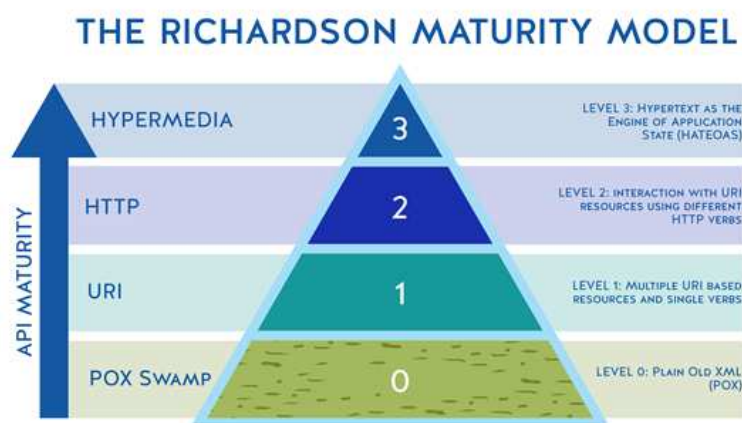 THE RICHARDSON MATURITY MODEL
API MATURITY
HYPERMEDIA
3
LEVEL 3: HYPERTEXT AS THE
ENGINE OF APPLICATION
STATE (HATEOAS)
HTTP
2
LEVEL 2: INTERACTION WITH URI
RESOURCES USING DIFFERENT
HTTP VERBS
URI
1
LEVEL 1: MULTIPLE URI BASED
RESOURCES AND SINGLE VERBS
POX SWAMP
0
LEVEL 0: PLAIN OLD XML
(POX)